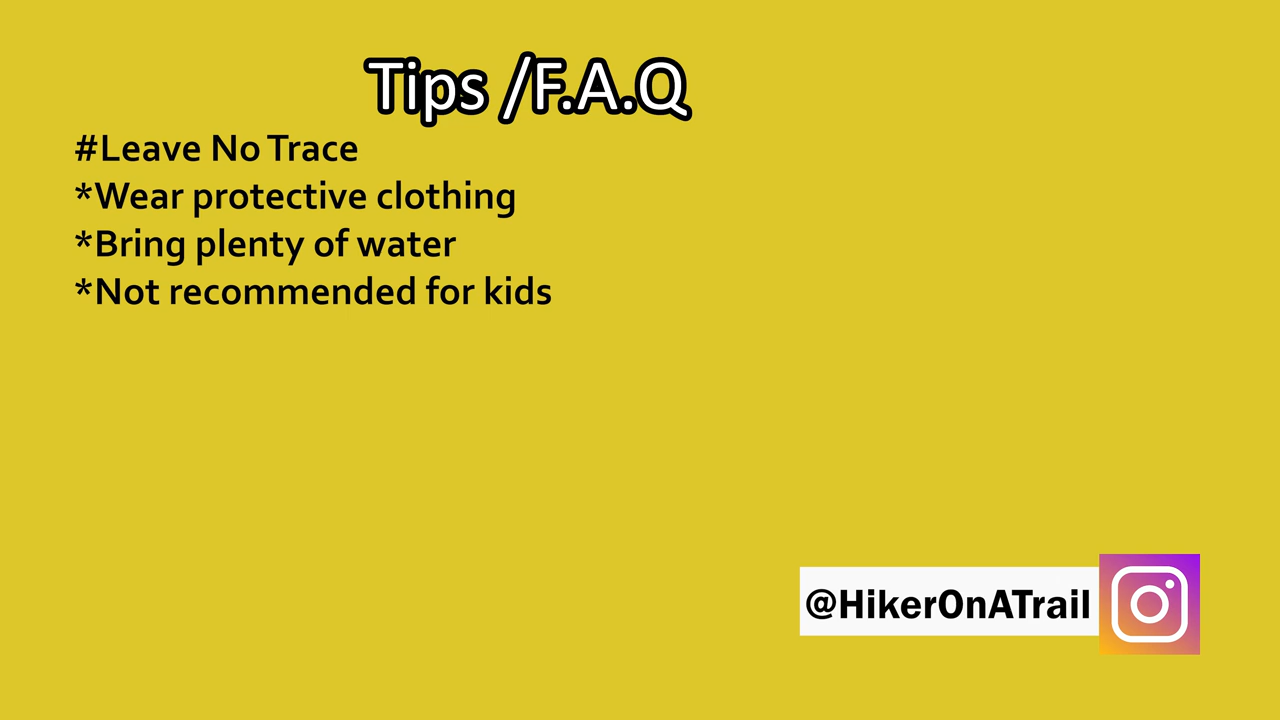 Tips /F.A.Q
#Leave No Trace
*Wear protective clothing
*Bring plenty of water
*Not recommended for kids
@HikerOnATrail